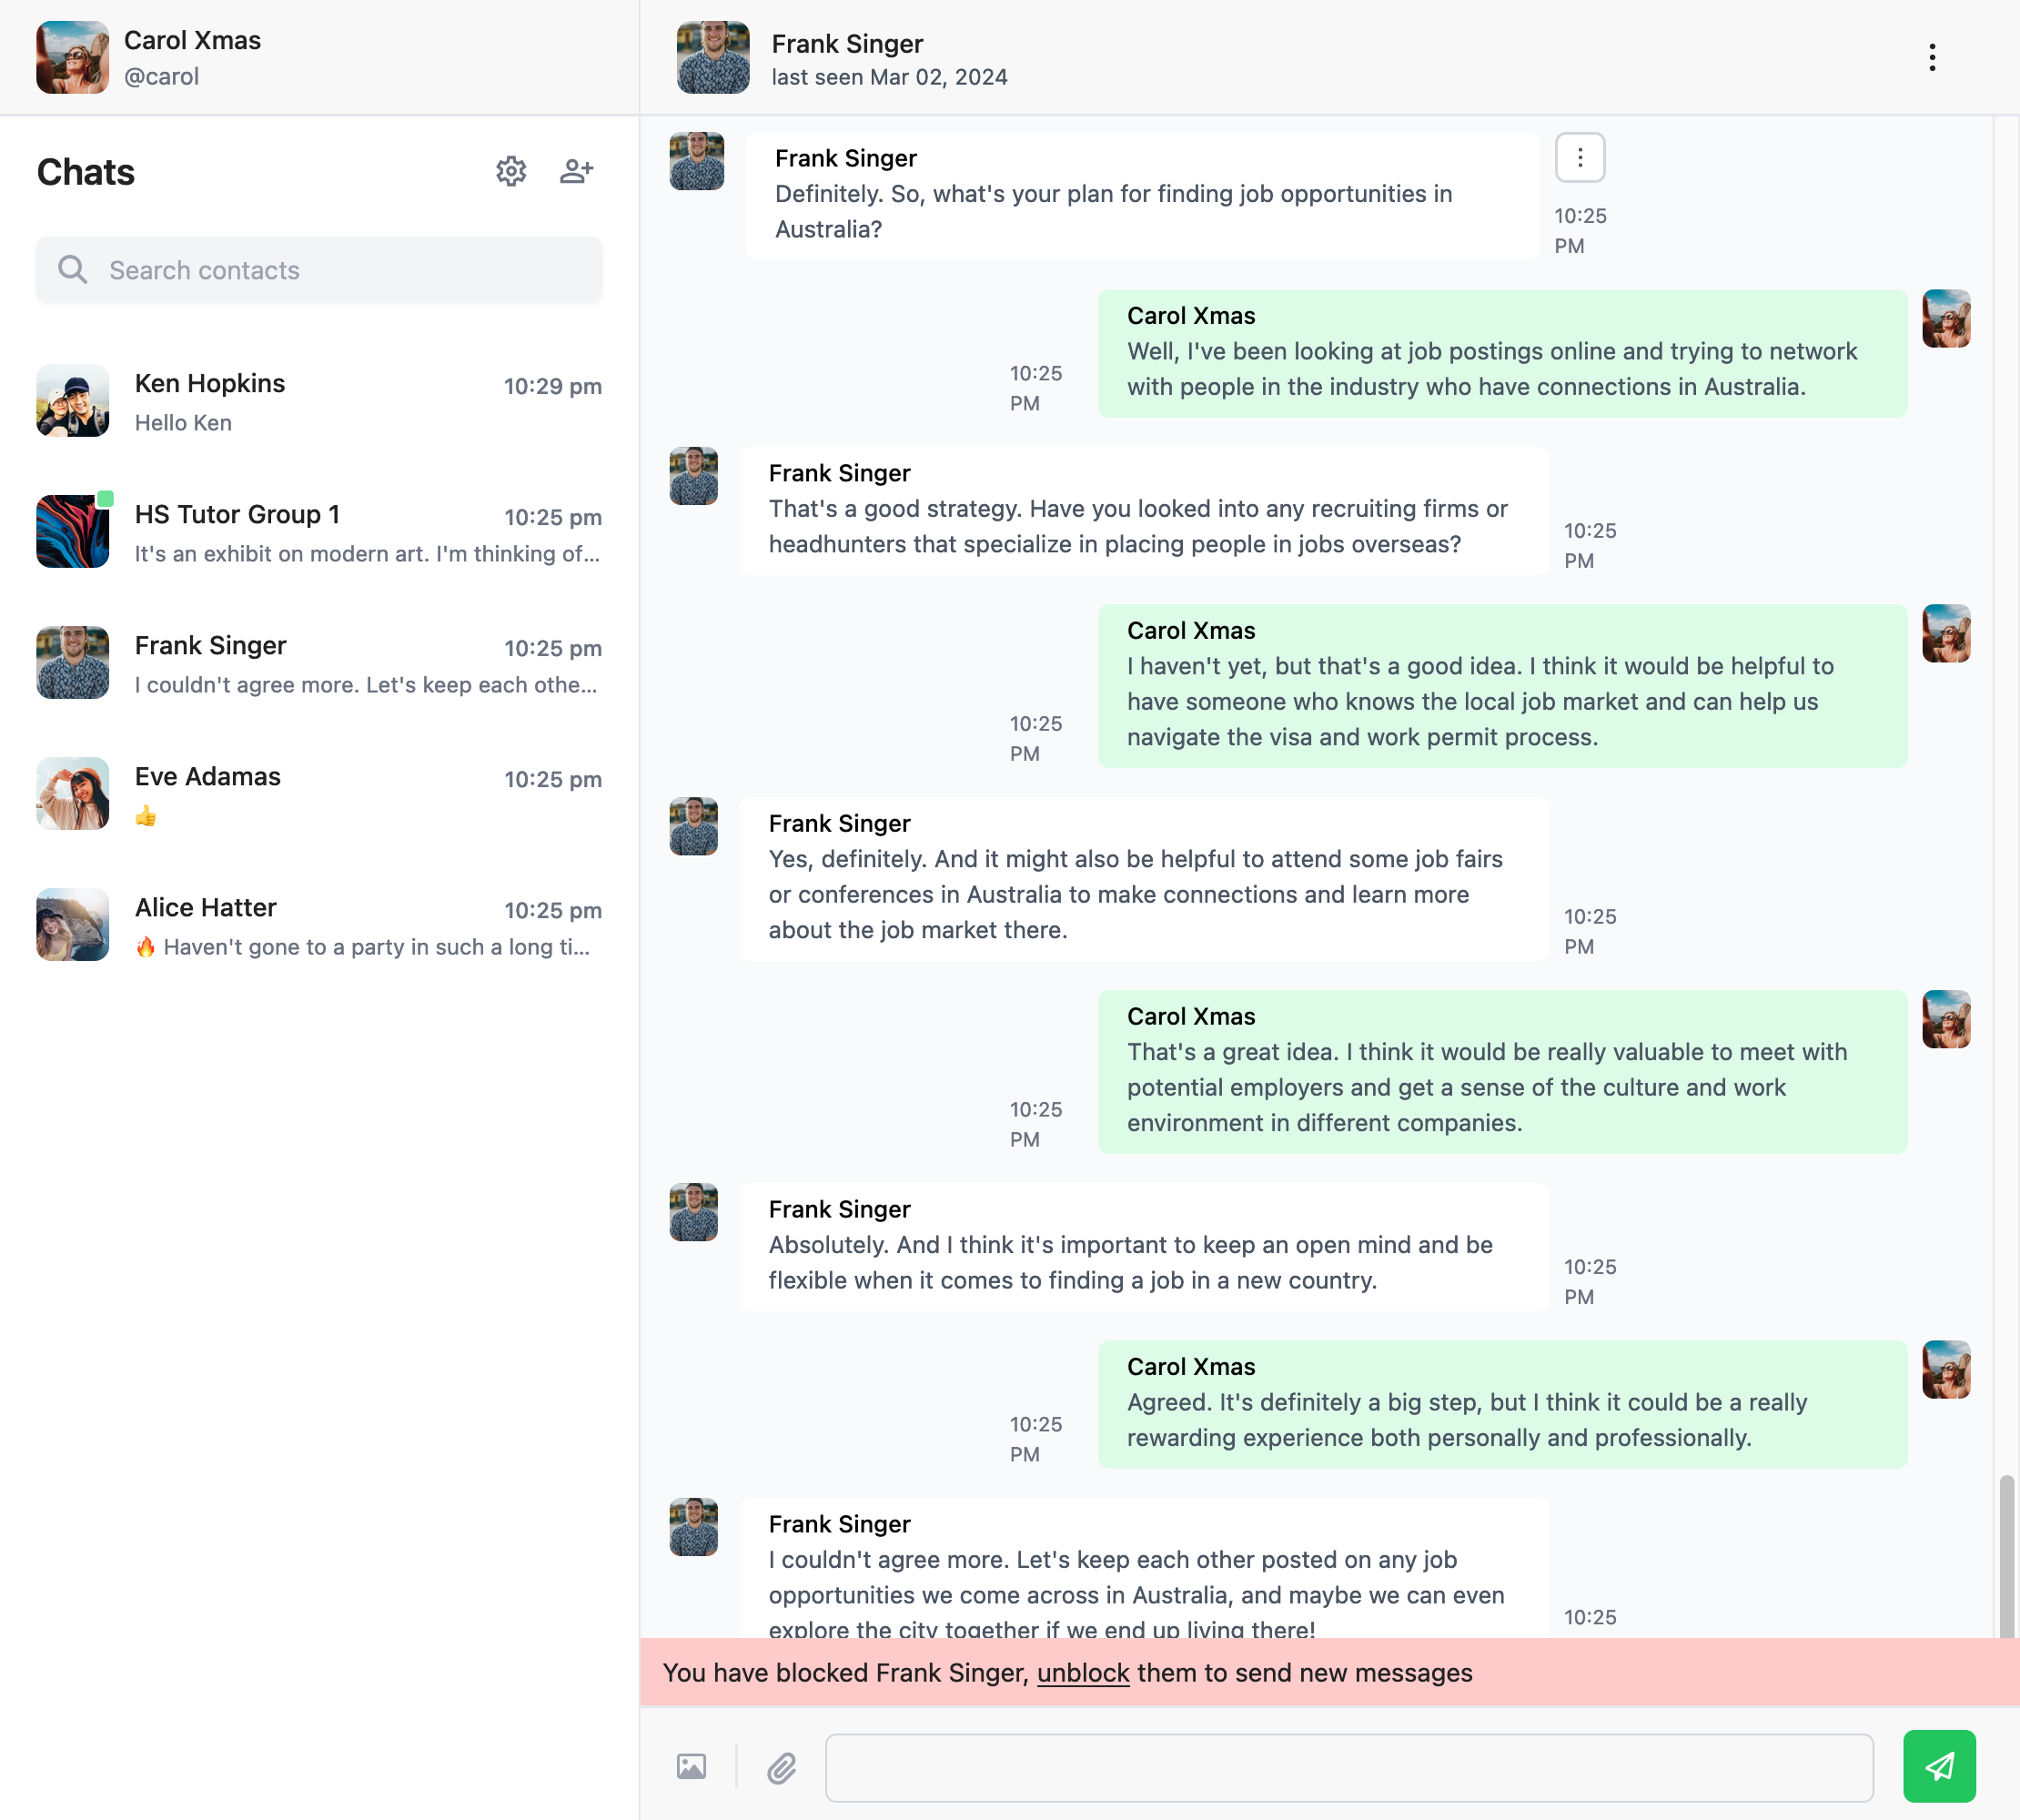 Carol Xmas
@carol
Chats
Search contacts
Ken Hopkins
10:29 pm
Hello Ken
HS Tutor Group 1
10:25 pm
It's an exhibit on modern art. I'm thinking of...
Frank Singer
10:25 pm
I couldn't agree more. Let's keep each othe...
Eve Adamas
10:25 pm
👍
Alice Hatter
10:25 pm
🔥 Haven't gone to a party in such a long ti...
Frank Singer
last seen Mar 02, 2024
Frank Singer
Definitely. So, what's your plan for finding job opportunities in
Australia?
10:25
PM
Carol Xmas
Well, I've been looking at job postings online and trying to network
with people in the industry who have connections in Australia.
10:25
PM
Frank Singer
That's a good strategy. Have you looked into any recruiting firms or
headhunters that specialize in placing people in jobs overseas?
10:25
PM
Carol Xmas
I haven't yet, but that's a good idea. I think it would be helpful to
have someone who knows the local job market and can help us
navigate the visa and work permit process.
10:25
PM
Frank Singer
Yes, definitely. And it might also be helpful to attend some job fairs
or conferences in Australia to make connections and learn more
about the job market there.
10:25
PM
Carol Xmas
That's a great idea. I think it would be really valuable to meet with
potential employers and get a sense of the culture and work
environment in different companies.
10:25
PM
Frank Singer
Absolutely. And I think it's important to keep an open mind and be
flexible when it comes to finding a job in a new country.
10:25
PM
Carol Xmas
Agreed. It's definitely a big step, but I think it could be a really
rewarding experience both personally and professionally.
10:25
PM
Frank Singer
I couldn't agree more. Let's keep each other posted on any job
opportunities we come across in Australia, and maybe we can even
explore the city together if we end up living there!
10:25
You have blocked Frank Singer, unblock them to send new messages